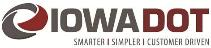 IOWADOT
SMARTER | SIMPLER | CUSTOMER DRIVEN